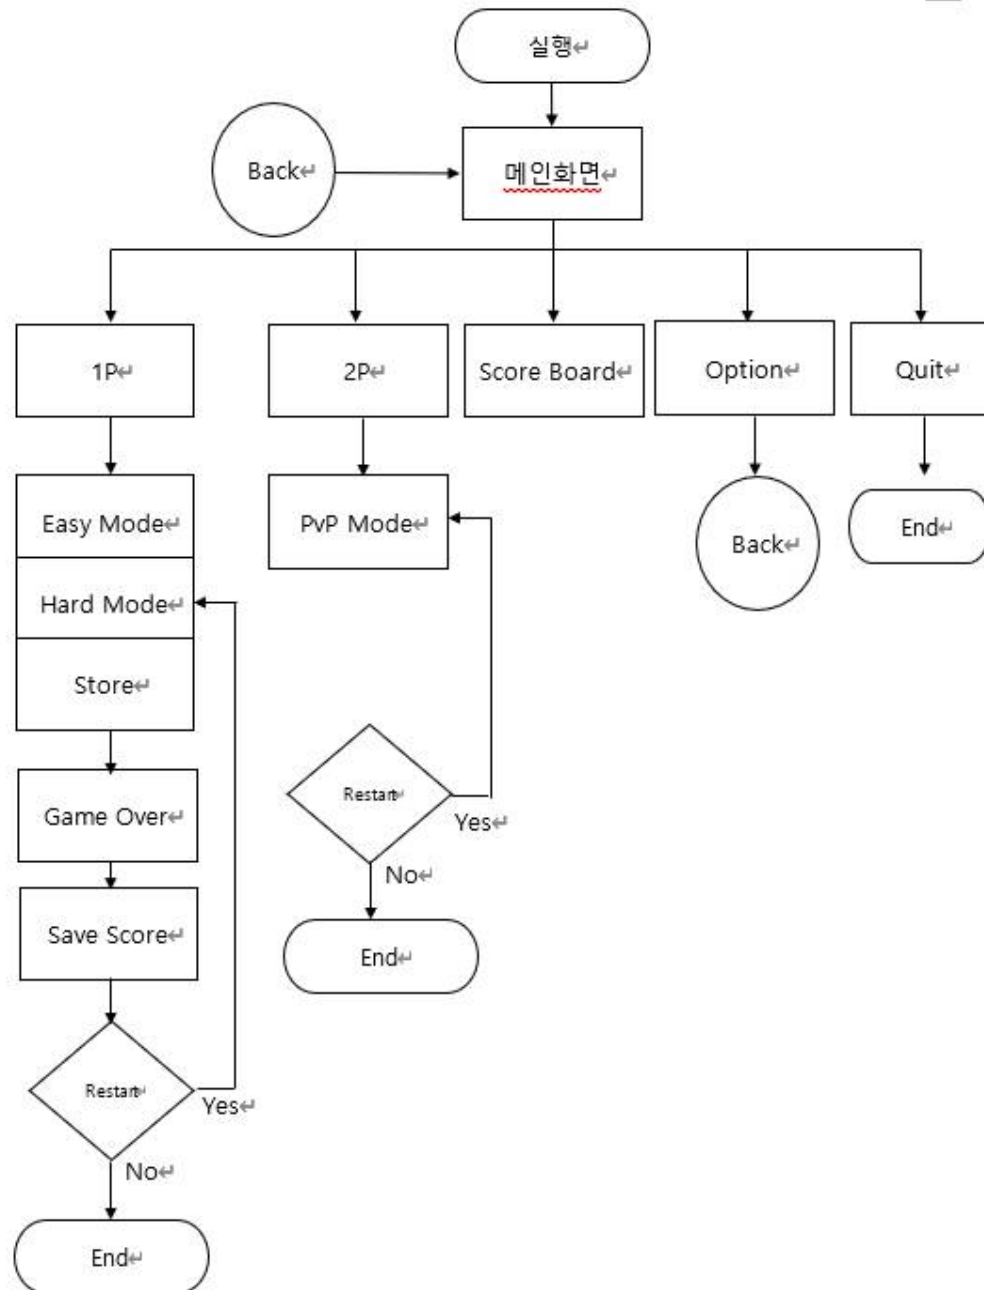 실행↵
Back↵
메인화면↵
1P↵
2P↵
Score Board↵
Option↵
Quit↵
Easy Mode↵
PvP Mode↵
Back↵
End↵
Hard Mode↵
Store↵
Game Over↵
Restart↵
Yes↵
No↵
Save Score↵
End↵
Restart↵
Yes↵
No↵
End↵